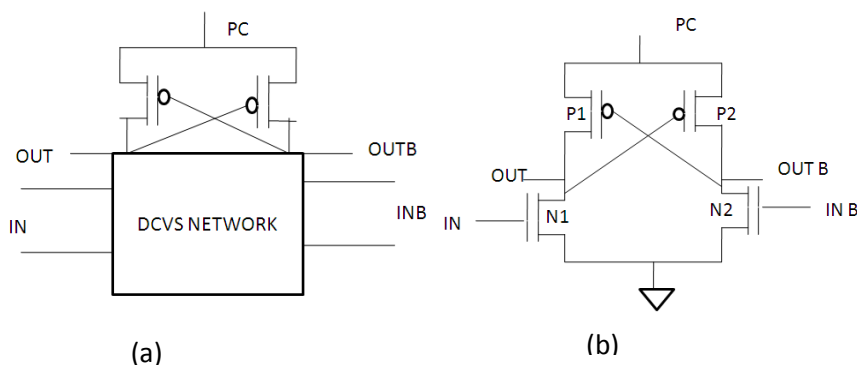 PC
OUT
OUTB
IN
INB
DCVS NETWORK
(a)
PC
P1
P2
OUT
OUT B
N1
N2
IN
IN B
(b)